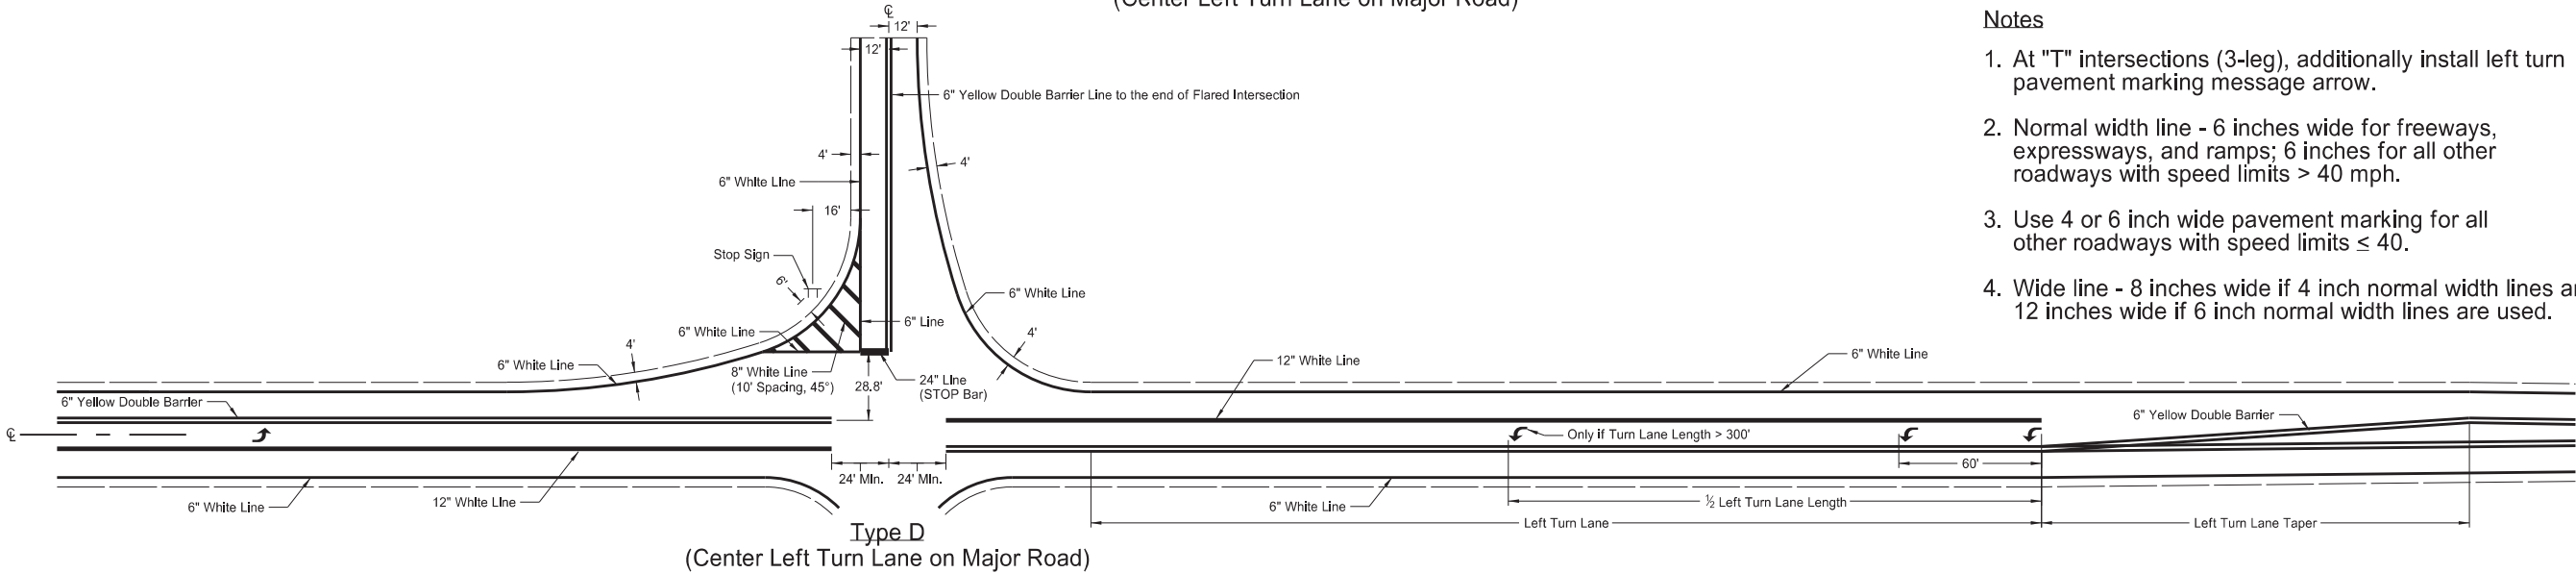 (Center Left Turn Lane on Major Road)
℄
12'
12'
6" Yellow Double Barrier Line to the end of Flared Intersection
4'
4'
6" White Line
16'
Stop Sign
6'
6" White Line
6" Line
6" White Line
4'
4'
6" White Line
8" White Line
(10' Spacing, 45°)
28.8'
24" Line
(STOP Bar)
12" White Line
6" White Line
6" Yellow Double Barrier
℄
Only if Turn Lane Length > 300'
6" Yellow Double Barrier
24' Min.
24' Min.
60'
6" White Line
12" White Line
6" White Line
½ Left Turn Lane Length
Left Turn Lane
Left Turn Lane Taper
Type D
(Center Left Turn Lane on Major Road)
Notes
1. At "T" intersections (3-leg), additionally install left turn
pavement marking message arrow.
2. Normal width line - 6 inches wide for freeways,
expressways, and ramps; 6 inches for all other
roadways with speed limits > 40 mph.
3. Use 4 or 6 inch wide pavement marking for all
other roadways with speed limits ≤ 40.
4. Wide line - 8 inches wide if 4 inch normal width lines
12 inches wide if 6 inch normal width lines are used.